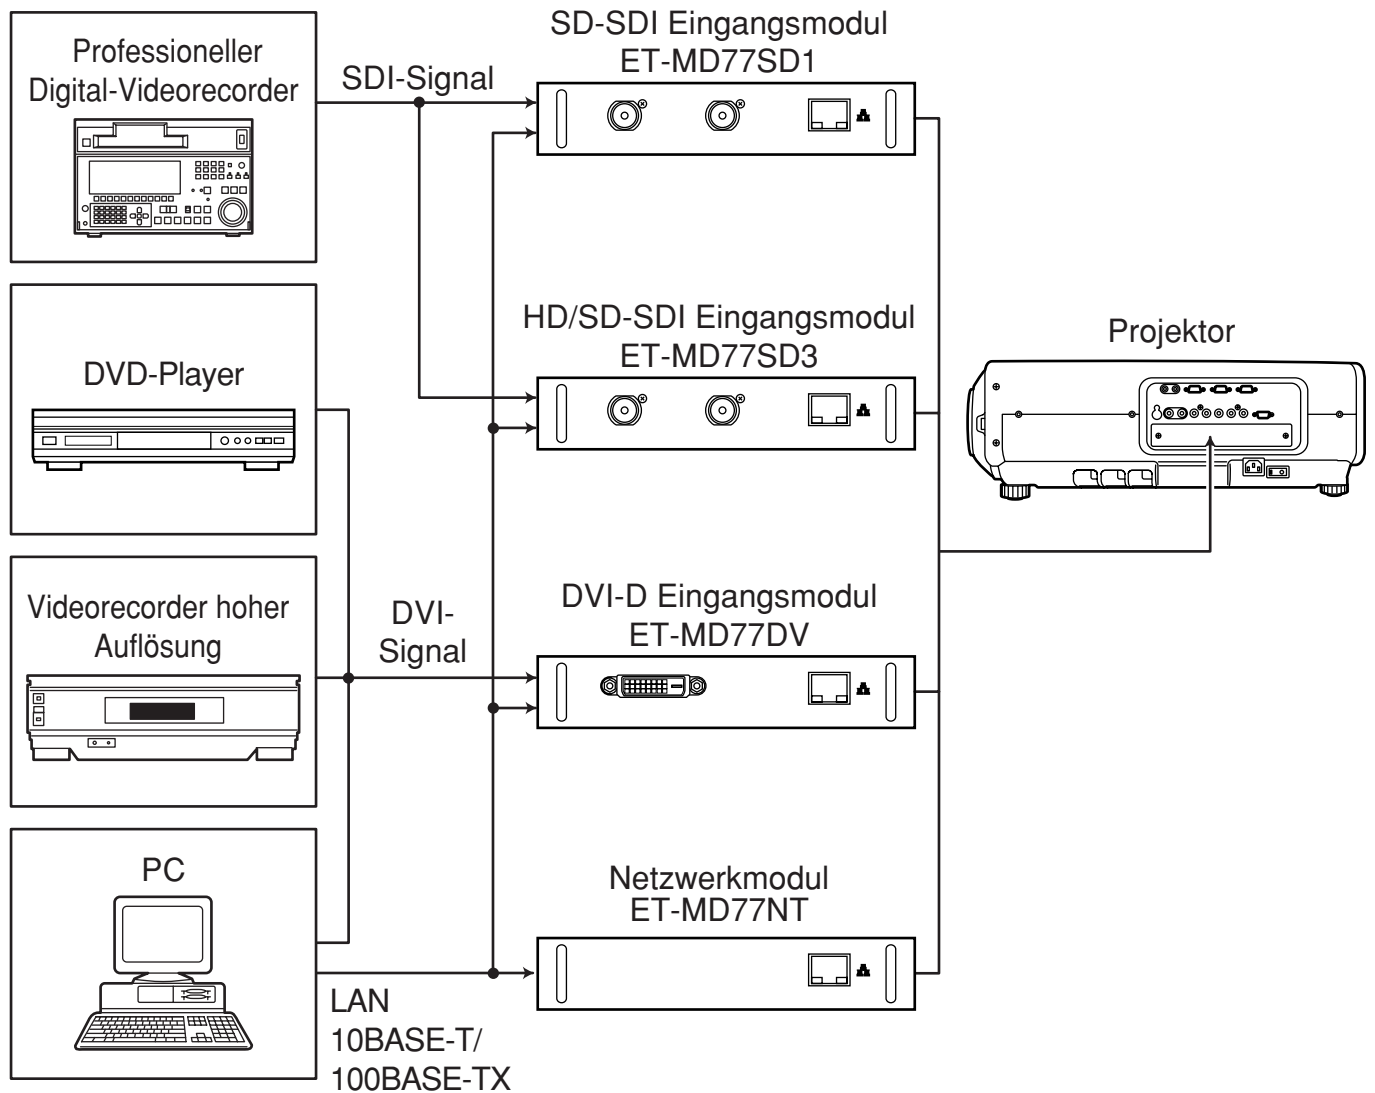 Professioneller
Digital-Videorecorder
SDI-Signal
SD-SDI Eingangsmodul
ET-MD77SD1
DVD-Player
HD/SD-SDI Eingangsmodul
ET-MD77SD3
Projektor
Videorecorder hoher
Auflösung
DVI-
Signal
DVI-D Eingangsmodul
ET-MD77DV
PC
LAN
10BASE-T/
100BASE-TX
Netzwerkmodul
ET-MD77NT